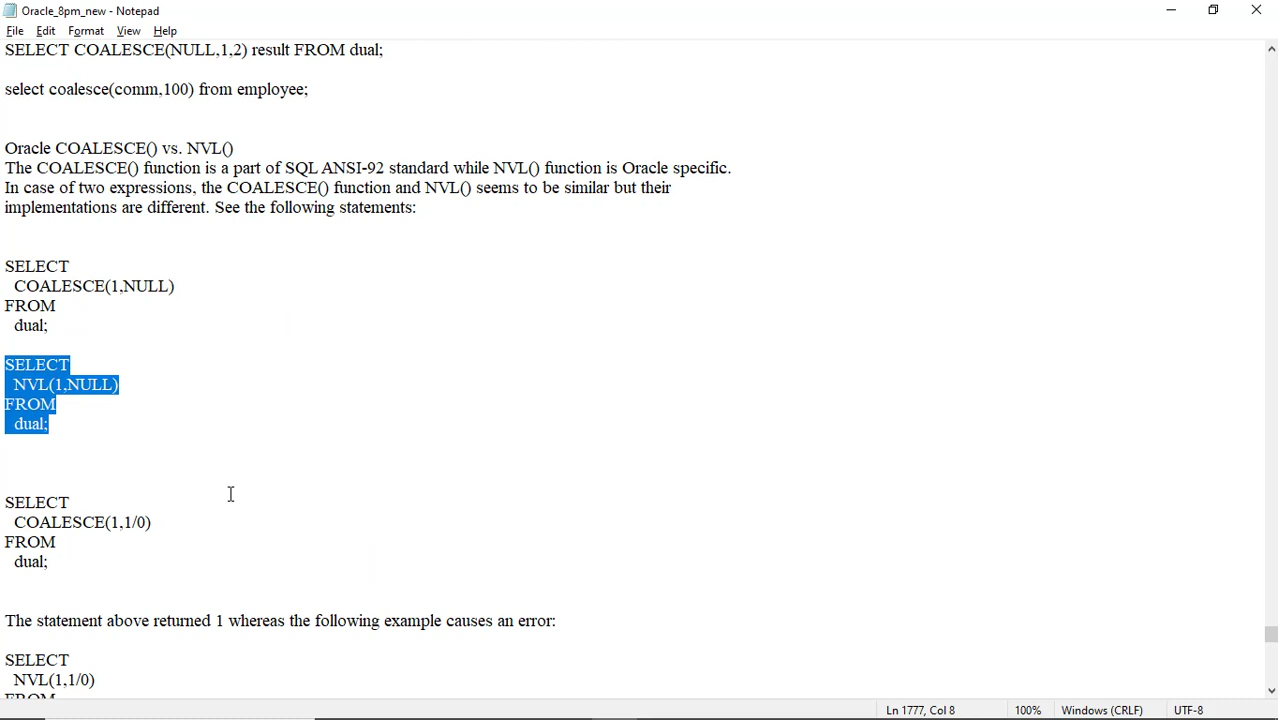 Oracle_8pm_new - Notepad
File Edit Format View Help
SELECT COALESCE(NULL,1,2) result FROM dual;
select coalesce(comm,100) from employee;
Oracle COALESCE() vs. NVL()
The COALESCE() function is a part of SQL ANSI-92 standard while NVL() function is Oracle specific.
In case of two expressions, the COALESCE() function and NVL() seems to be similar but their
implementations are different. See the following statements:
SELECT
COALESCE(1,NULL)
FROM
dual;
SELECT
NVL(1,NULL)
FROM
dual;
SELECT
COALESCE(1,1/0)
FROM
dual;
The statement above returned 1 whereas the following example causes an error:
SELECT
NVL(1,1/0)
FROM
Ln 1777, Col 8 100% Windows (CRLF) UTF-8